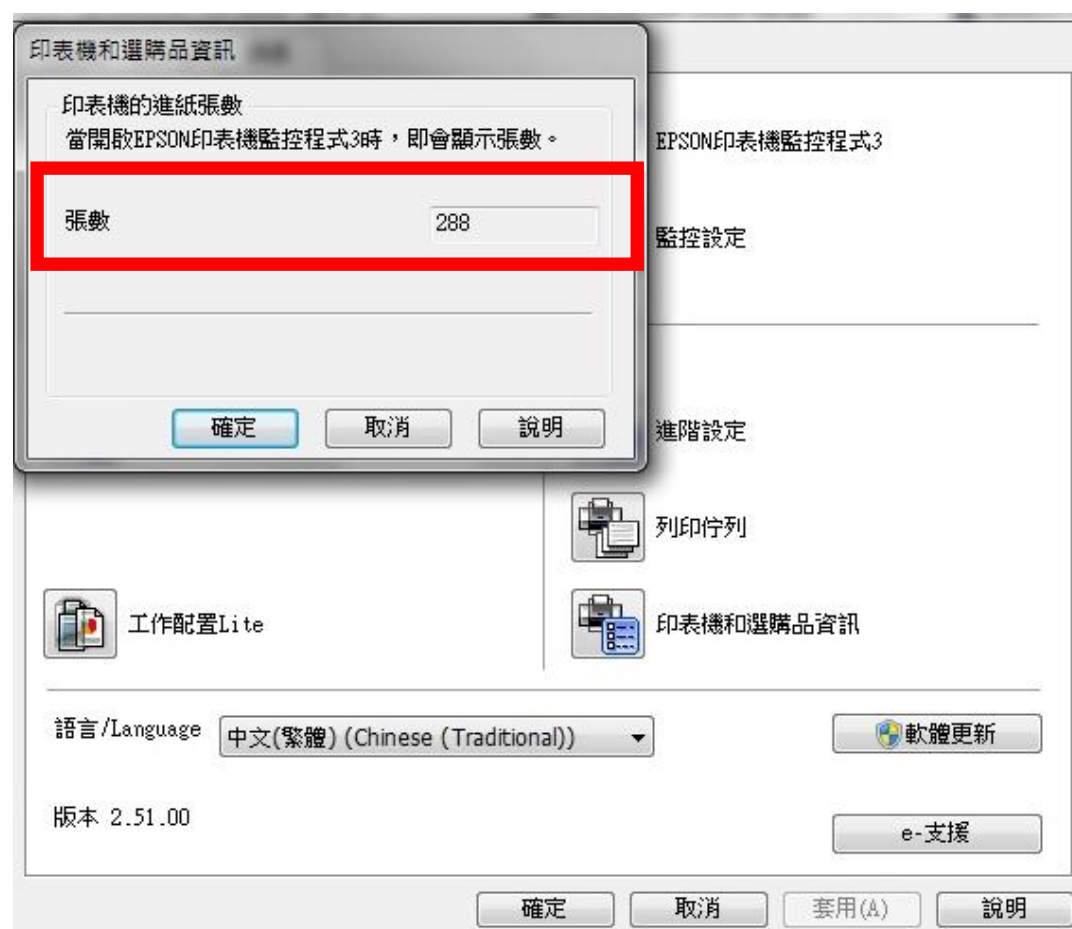 印表機和選購品資訊
印表機的進紙張數
當開啟EPSON印表機監控程式3時，即會顯示張數。
張數 288
確定 取消 說明
EPSON印表機監控程式3
監控設定
進階設定
列印佇列
工作配置Lite
印表機和選購品資訊
語言/Language 中文(繁體) (Chinese (Traditional))
軟體更新
版本 2.51.00
e-支援
確定 取消 套用(A) 說明